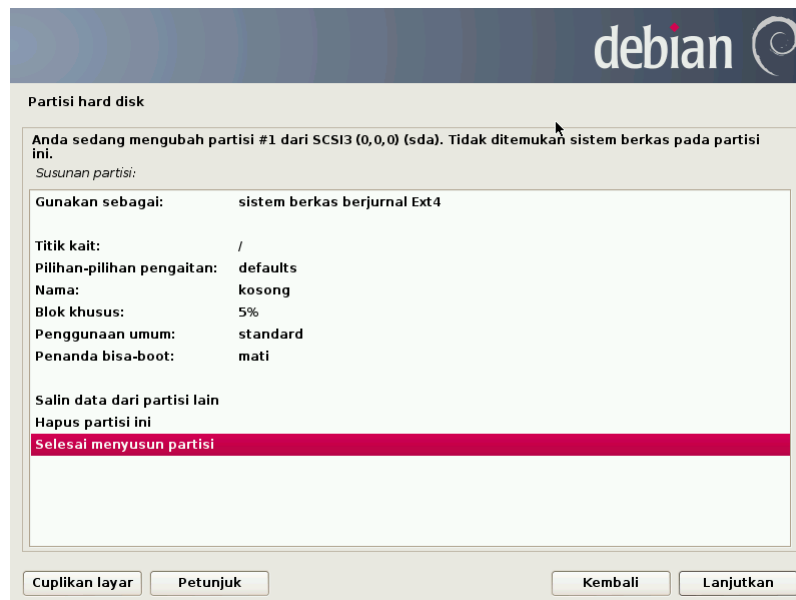 debian
Partisi hard disk
Anda sedang mengubah partisi #1 dari SCSI3 (0,0,0) (sda). Tidak ditemukan sistem berkas pada partisi
ini.
Susunan partisi:
Gunakan sebagai: sistem berkas berjurnal Ext4
Titik kait: /
Pilihan-pilihan pengaitan: defaults
Nama: kosong
Blok khusus: 5%
Penggunaan umum: standard
Penanda bisa-boot: mati
Salin data dari partisi lain
Hapus partisi ini
Selesai menyusun partisi
Cuplikan layar Petunjuk Kembali Lanjutkan